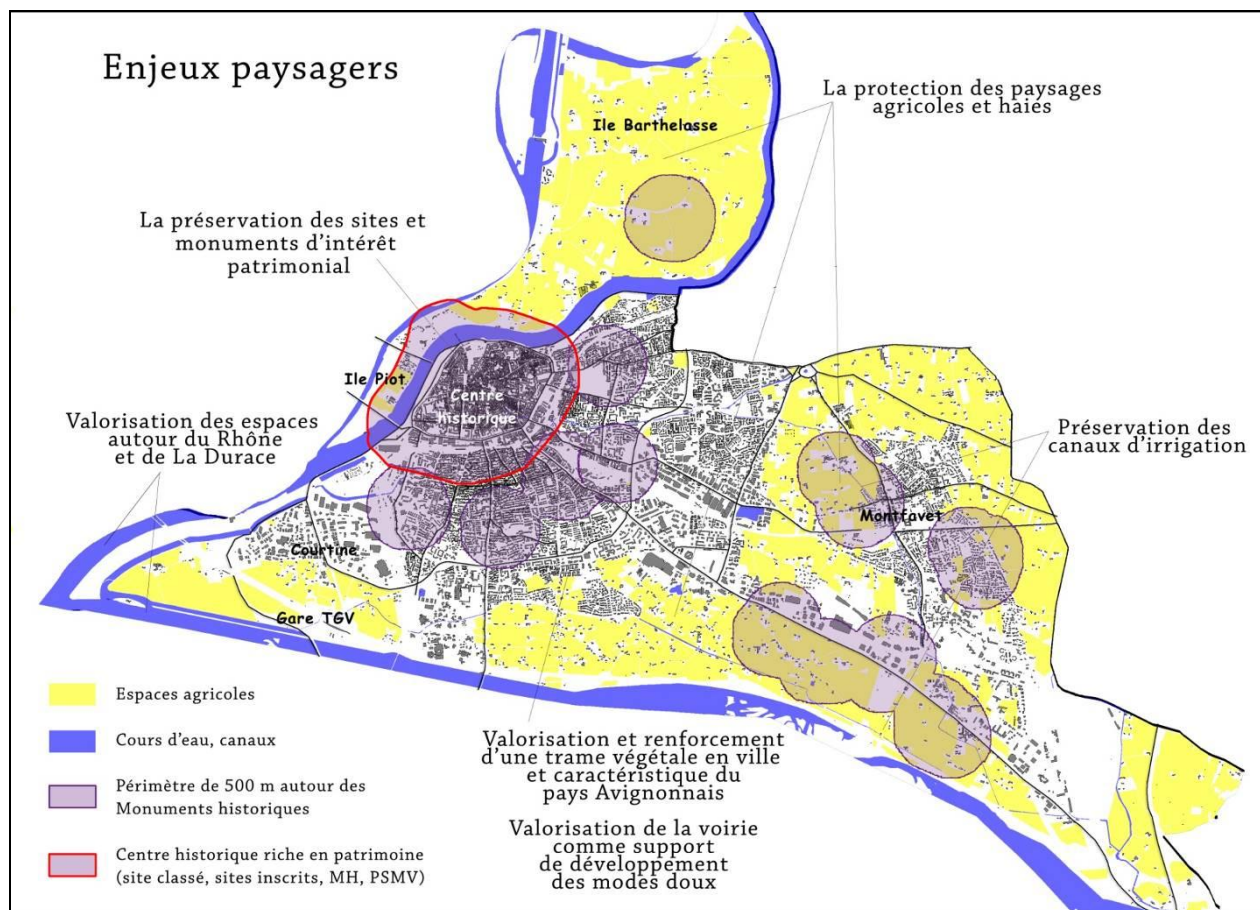 Enjeux paysagers
La protection des paysages
agricoles et haies
Ile Barthelasse
La préservation des sites et
monuments d'intérêt
patrimonial
Ile Piot
Centre
historique
Valorisation des espaces
autour du Rhône
et de La Durace
Préservation des
canaux d'irrigation
Montfavet
Courtine
Gare TGV
Espaces agricoles
Cours d'eau, canaux
Périmètre de 500 m autour des
Monuments historiques
Centre historique riche en patrimoine
(site classé, sites inscrits, MH, PSMV)
Valorisation et renforcement
d'une trame végétale en ville
et caractéristique du
pays Avignonnais
Valorisation de la voirie
comme support
de développement
des modes doux